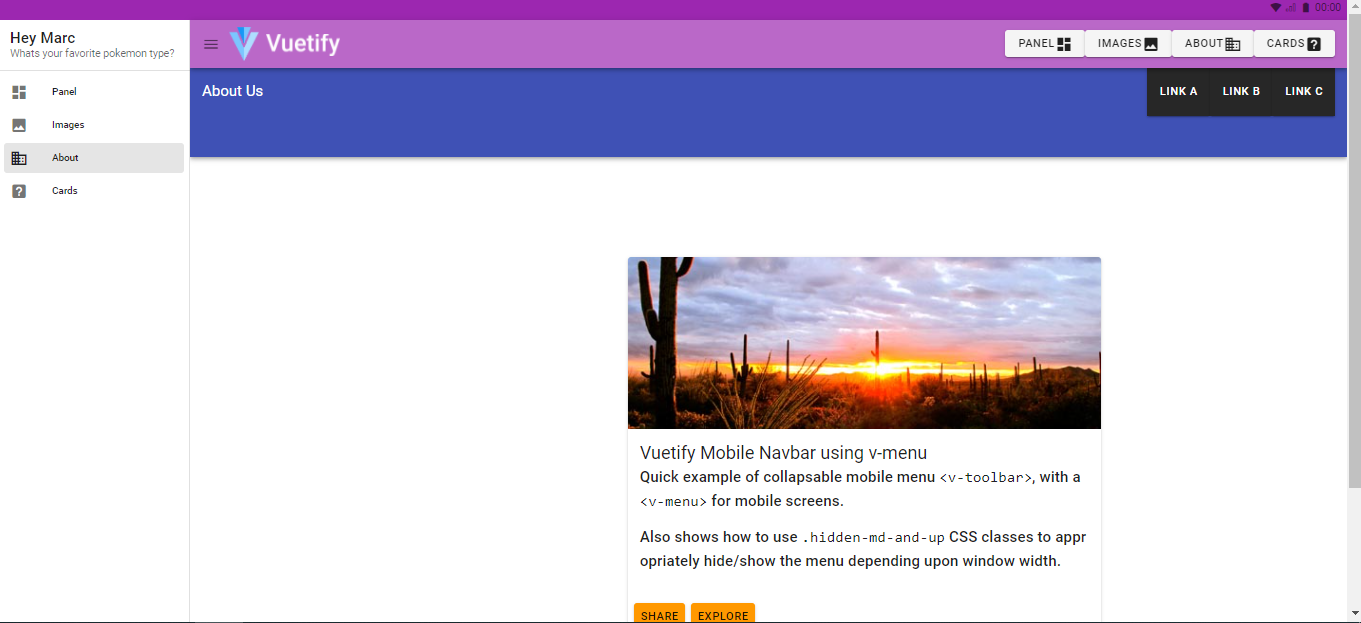 00:00
Hey Marc
Whats your favorite pokemon type?
Panel
Images
About
Cards
Vuetify
PANEL IMAGES ABOUT CARDS
About Us
LINK A LINK B LINK C
Vuetify Mobile Navbar using v-menu
Quick example of collapsable mobile menu <v-toolbar>, with a
<v-menu> for mobile screens.
Also shows how to use .hidden-md-and-up CSS classes to appr
opriately hide/show the menu depending upon window width.
SHARE EXPLORE